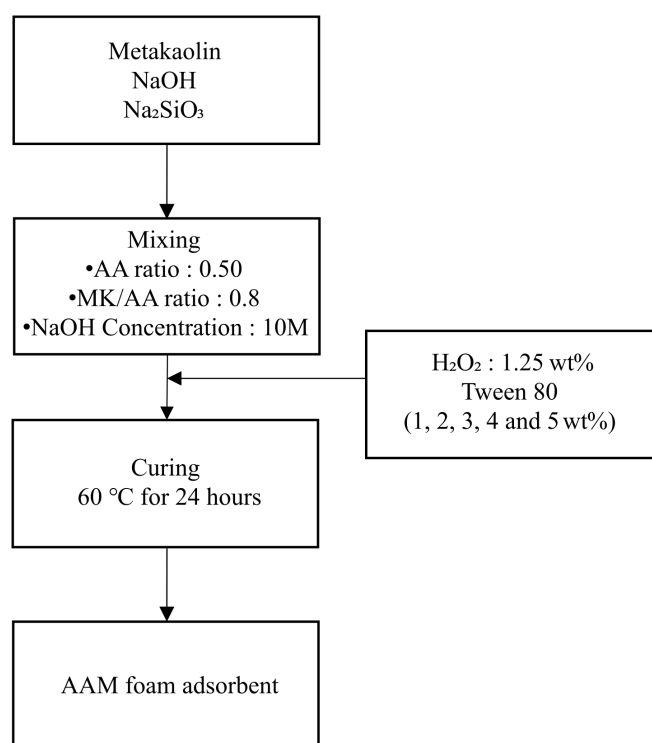 Metakaolin
NaOH
Na₂SiO₃
Mixing
•AA ratio : 0.50
•MK/AA ratio : 0.8
•NaOH Concentration : 10M
H₂O₂ : 1.25 wt%
Tween 80
(1, 2, 3, 4 and 5 wt%)
Curing
60 ℃ for 24 hours
AAM foam adsorbent